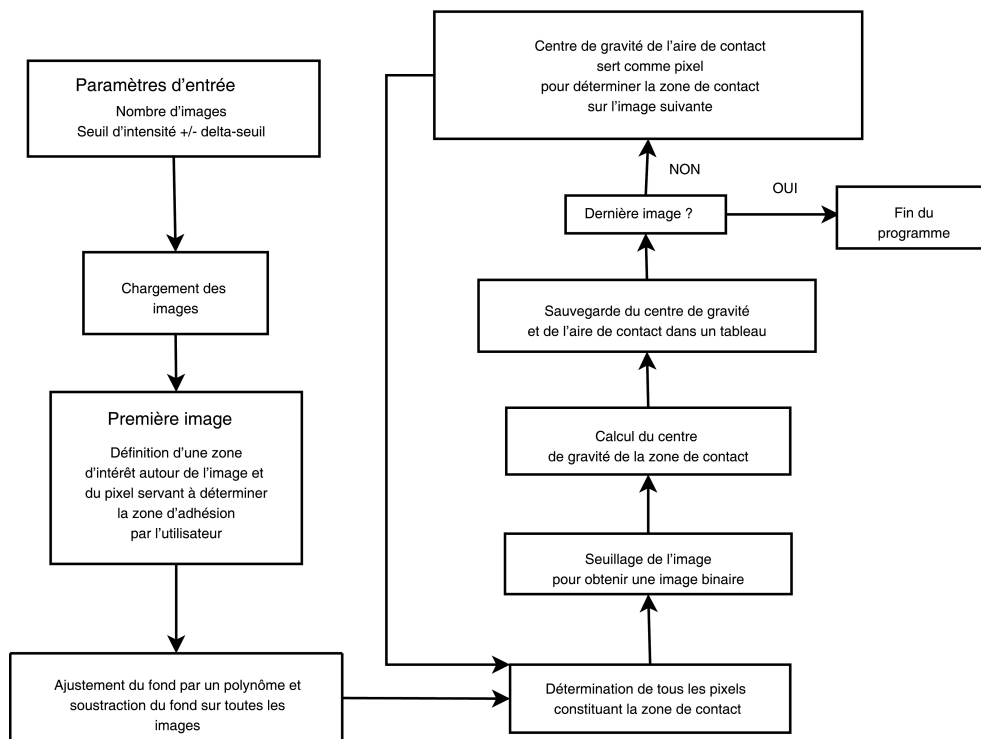 Paramètres d'entrée
Nombre d'images
Seuil d'intensité +/- delta-seuil
Chargement des
images
Première image
Définition d'une zone
d'intérêt autour de l'image et
du pixel servant à déterminer
la zone d'adhésion
par l'utilisateur
Ajustement du fond par un polynôme et
soustraction du fond sur toutes les
images
Détermination de tous les pixels
constituant la zone de contact
Seuillage de l'image
pour obtenir une image binaire
Calcul du centre
de gravité de la zone de contact
Sauvegarde du centre de gravité
et de l'aire de contact dans un tableau
Dernière image ?
NON
OUI
Centre de gravité de l'aire de contact
sert comme pixel
pour déterminer la zone de contact
sur l'image suivante
Fin du
programme